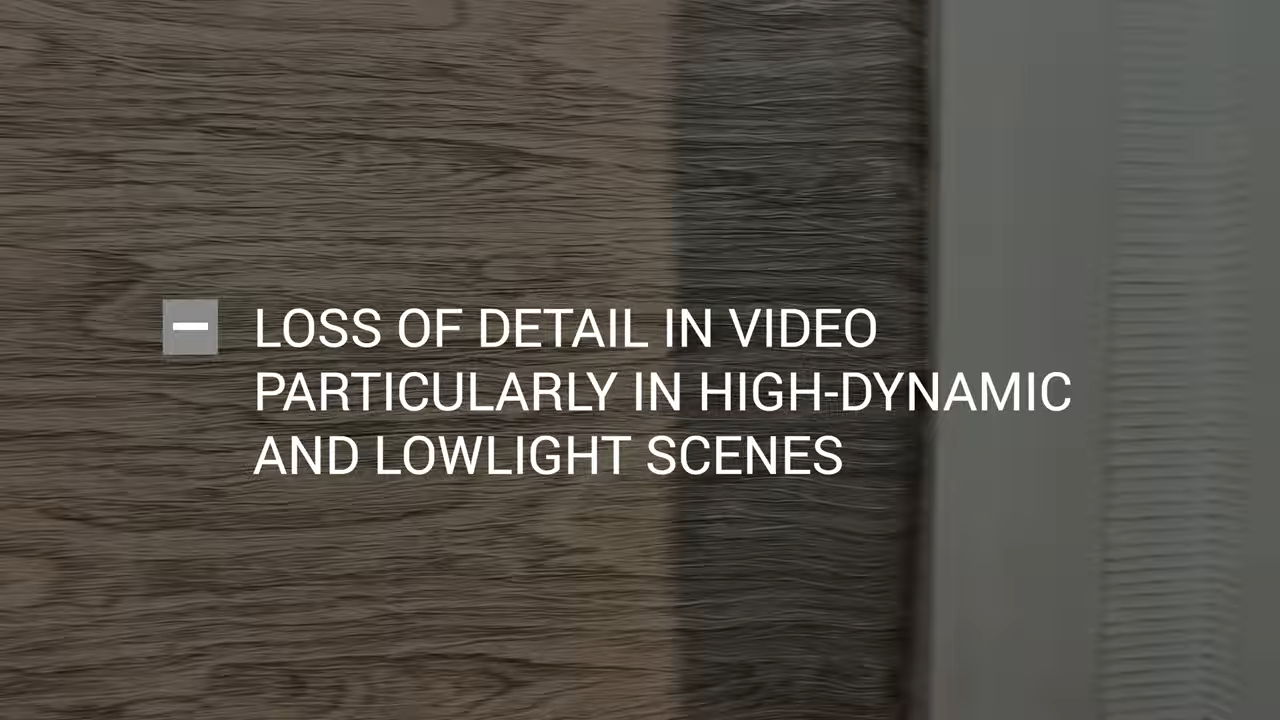 LOSS OF DETAIL IN VIDEO
PARTICULARLY IN HIGH-DYNAMIC
AND LOWLIGHT SCENES